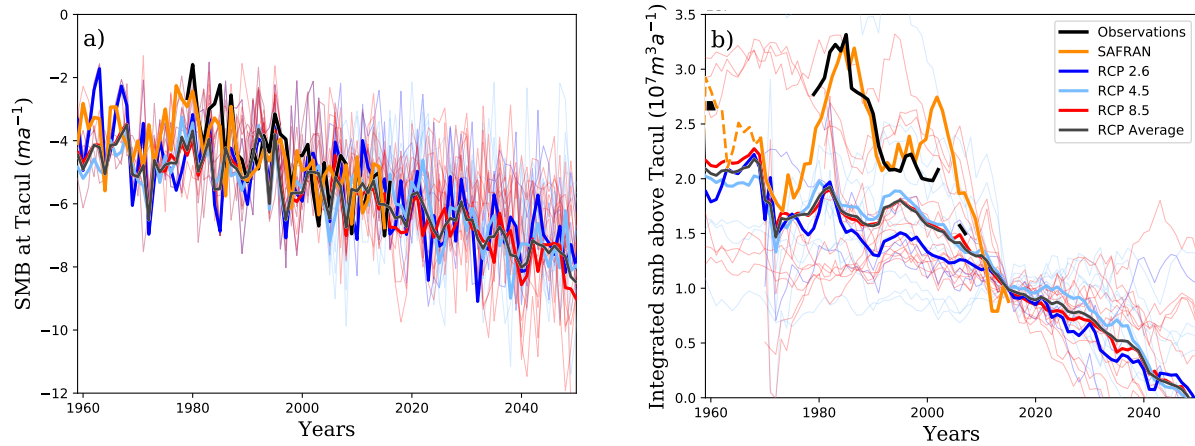 a)
SMB at Tacul (ma⁻¹)
0
−2
−4
−6
−8
−10
−12
1960
1980
2000
2020
2040
Years
b)
Integrated smb above Tacul (10⁷m³a⁻¹)
3.5
3.0
2.5
2.0
1.5
1.0
0.5
0.0
1960
1980
2000
2020
2040
Years
Observations
SAFRAN
RCP 2.6
RCP 4.5
RCP 8.5
RCP Average